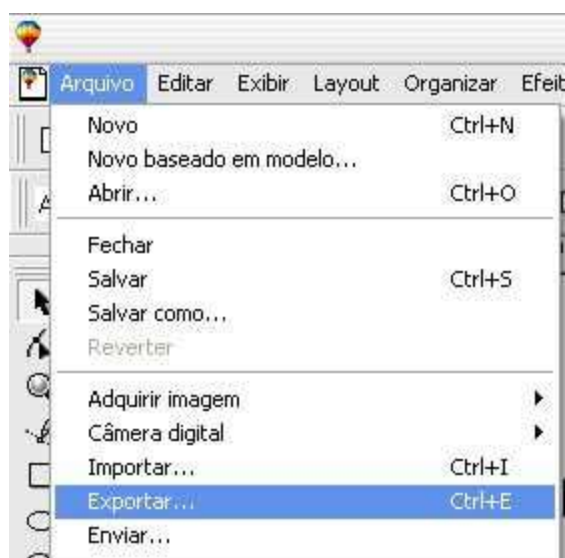 Arquivo Editar Exibir Layout Organizar Efeit
Novo Ctrl+N
Novo baseado em modelo...
Abrir... Ctrl+O
Fechar
Salvar Ctrl+S
Salvar como...
Reverter
Adquirir imagem
Câmera digital
Importar... Ctrl+I
Exportar... Ctrl+E
Enviar...